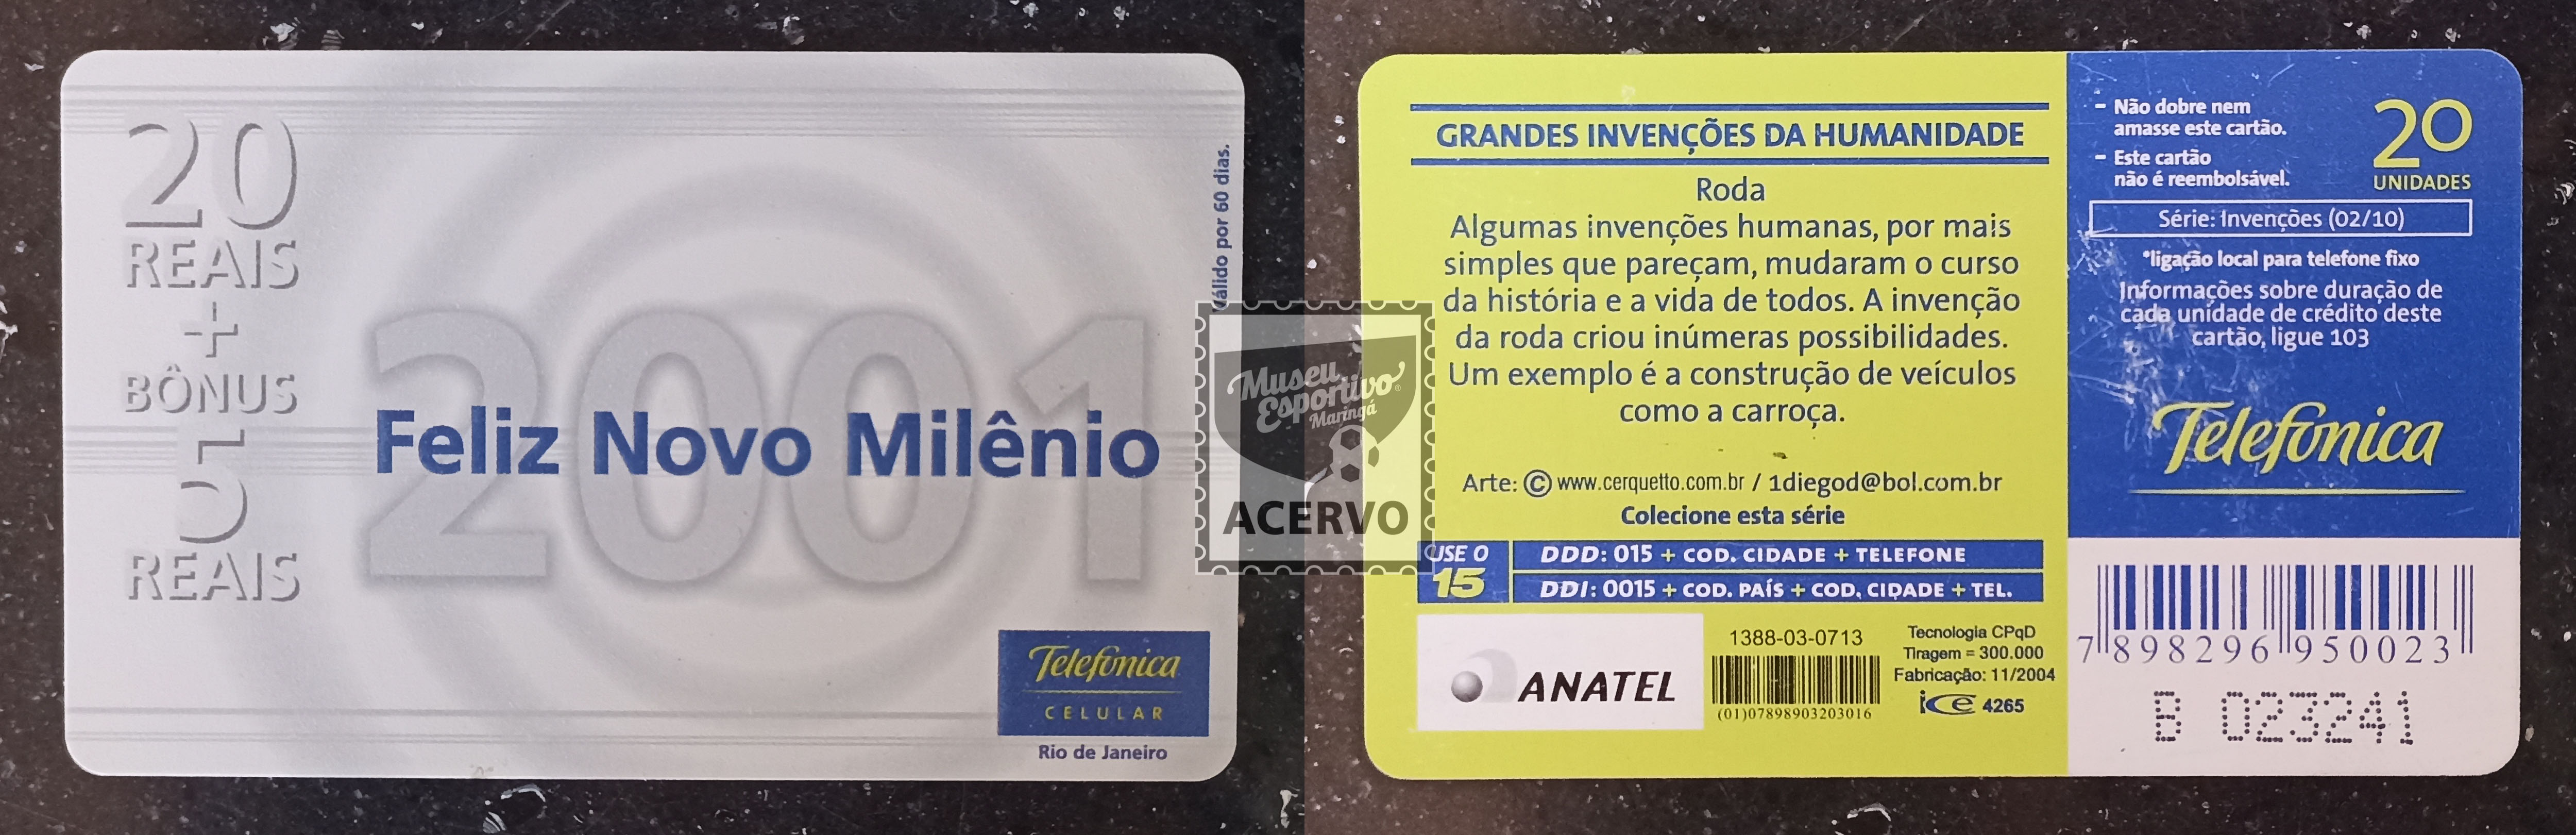 20
REAIS
+
BÔNUS
5
REAIS
2001
Feliz Novo Milênio
Válido por 60 dias.
Telefónica
CELULAR
Rio de Janeiro
Museu
Esportivo
Maringá
ACERVO
GRANDES INVENÇÕES DA HUMANIDADE
Roda
Algumas invenções humanas, por mais
simples que pareçam, mudaram o curso
da história e a vida de todos. A invenção
da roda criou inúmeras possibilidades.
Um exemplo é a construção de veículos
como a carroça.
Arte: © www.cerquetto.com.br / 1diegod@bol.com.br
Colecione esta série
USE O
15
DDD: 015 + COD. CIDADE + TELEFONE
DDI: 0015 + COD. PAÍS + COD. CIDADE + TEL.
ANATEL
1388-03-0713
(01)07898903203016
Tecnologia CPqD
Tiragem = 300.000
Fabricação: 11/2004
ice 4265
- Não dobre nem
amasse este cartão.
- Este cartão
não é reembolsável.
20
UNIDADES
Série: Invenções (02/10)
*ligação local para telefone fixo
Informações sobre duração de
cada unidade de crédito deste
cartão, ligue 103
Telefónica
7 898296 950023
B 023241